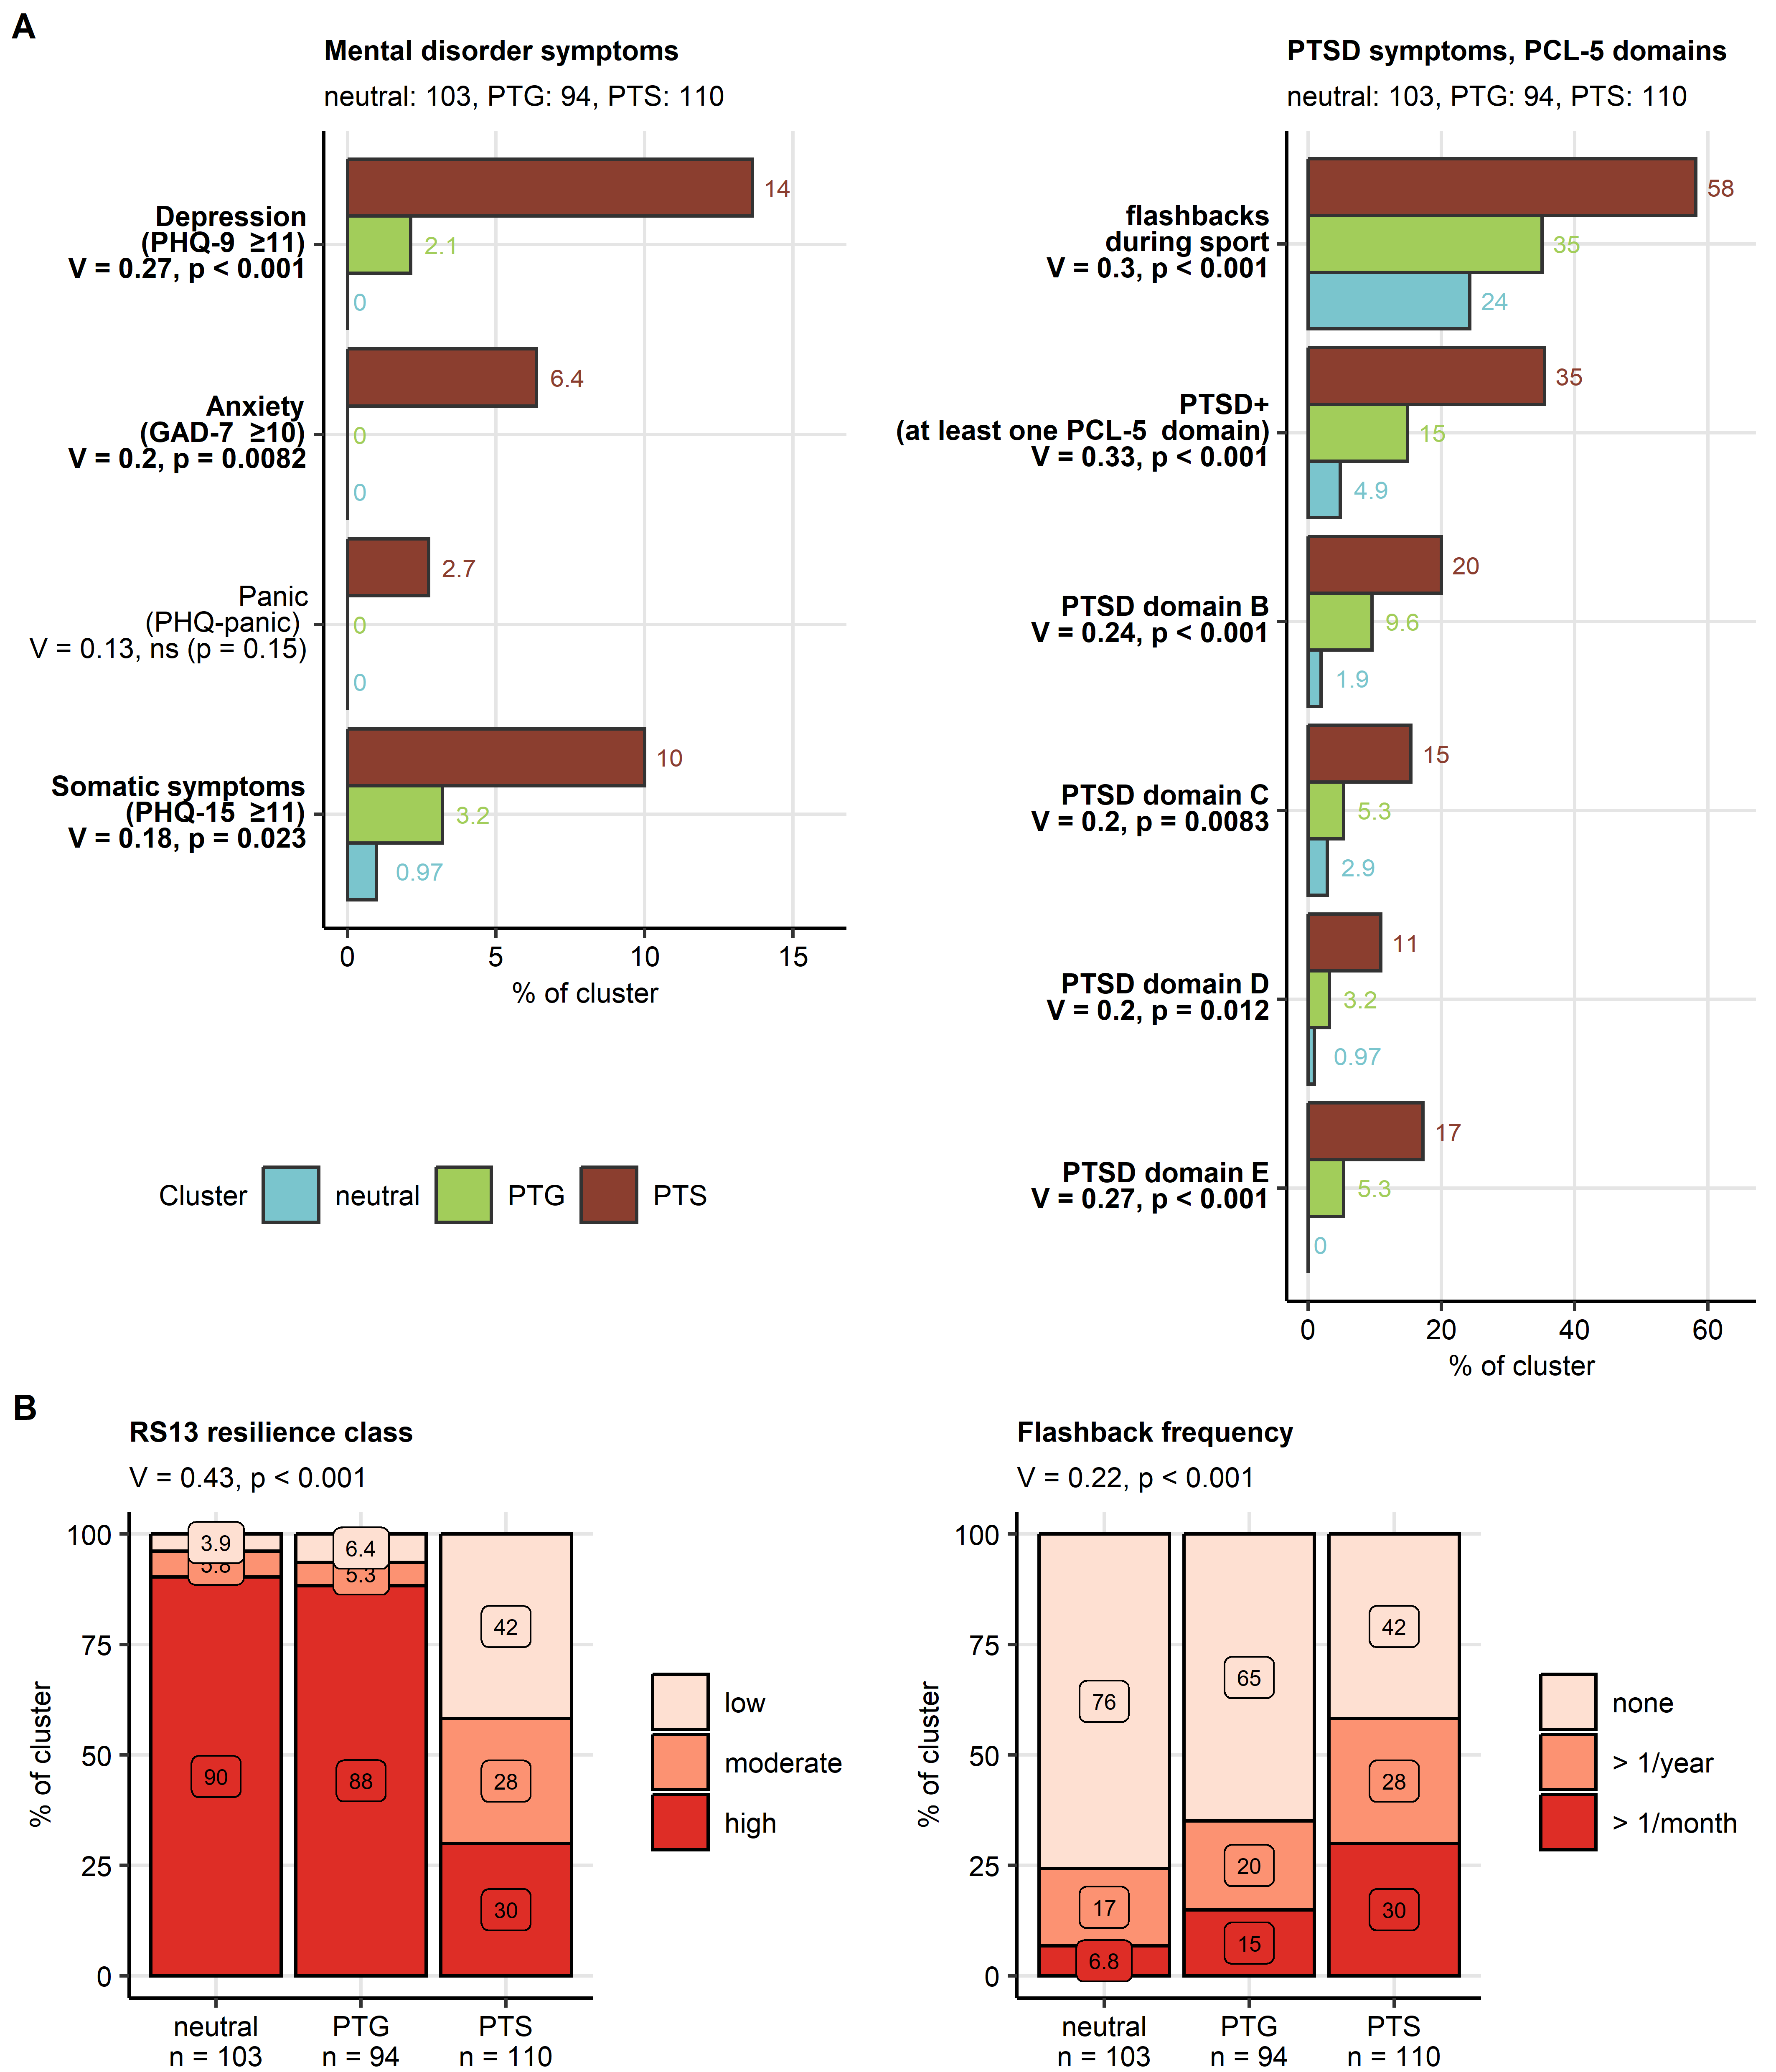 A
Mental disorder symptoms
neutral: 103, PTG: 94, PTS: 110
Depression
(PHQ-9 ≥11)
V = 0.27, p < 0.001
14
2.1
0
Anxiety
(GAD-7 ≥10)
V = 0.2, p = 0.0082
6.4
0
0
Panic
(PHQ-panic)
V = 0.13, ns (p = 0.15)
2.7
0
0
Somatic symptoms
(PHQ-15 ≥11)
V = 0.18, p = 0.023
10
3.2
0.97
0 5 10 15
% of cluster
Cluster neutral PTG PTS
PTSD symptoms, PCL-5 domains
neutral: 103, PTG: 94, PTS: 110
flashbacks
during sport
V = 0.3, p < 0.001
58
35
24
PTSD+
(at least one PCL-5 domain)
V = 0.33, p < 0.001
35
15
4.9
PTSD domain B
V = 0.24, p < 0.001
20
9.6
1.9
PTSD domain C
V = 0.2, p = 0.0083
15
5.3
2.9
PTSD domain D
V = 0.2, p = 0.012
11
3.2
0.97
PTSD domain E
V = 0.27, p < 0.001
17
5.3
0
0 20 40 60
% of cluster
B
RS13 resilience class
V = 0.43, p < 0.001
% of cluster
100
75
50
25
0
3.9
5.8
90
6.4
5.3
88
42
28
30
neutral PTG PTS
n = 103 n = 94 n = 110
low
moderate
high
Flashback frequency
V = 0.22, p < 0.001
% of cluster
100
75
50
25
0
76
17
6.8
65
20
15
42
28
30
neutral PTG PTS
n = 103 n = 94 n = 110
none
> 1/year
> 1/month